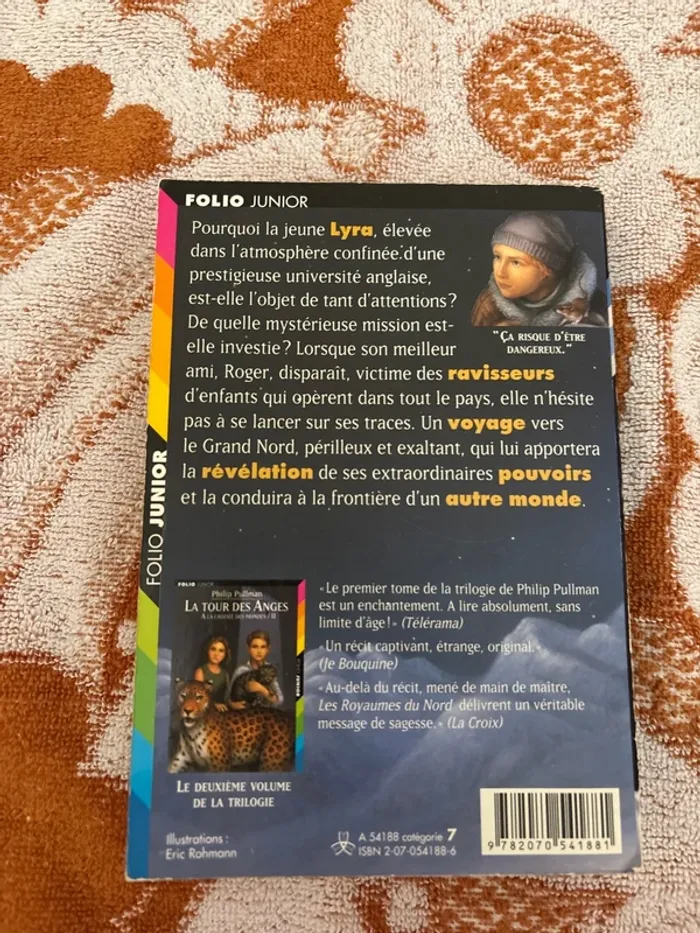 FOLIO JUNIOR
Pourquoi la jeune Lyra, élevée
dans l'atmosphère confinée d'une
prestigieuse université anglaise,
est-elle l'objet de tant d'attentions ?
De quelle mystérieuse mission est-
elle investie ? Lorsque son meilleur
ami, Roger, disparaît, victime des ravisseurs
d'enfants qui opèrent dans tout le pays, elle n'hésite
pas à se lancer sur ses traces. Un voyage vers
le Grand Nord, périlleux et exaltant, qui lui apportera
la révélation de ses extraordinaires pouvoirs
et la conduira à la frontière d'un autre monde.
"ÇA RISQUE D'ÊTRE
DANGEREUX."
FOLIO JUNIOR
FOLIO JUNIOR
Philip Pullman
LA TOUR DES ANGES
A LA CROISÉE DES MONDES / II
LE DEUXIÈME VOLUME
DE LA TRILOGIE
«Le premier tome de la trilogie de Philip Pullman
est un enchantement. A lire absolument, sans
limite d'âge!» (Télérama)
«Un récit captivant, étrange, original.»
(Je Bouquine)
«Au-delà du récit, mené de main de maître,
Les Royaumes du Nord délivrent un véritable
message de sagesse.» (La Croix)
Illustrations :
Eric Rohmann
A 54188 catégorie 7
ISBN 2-07-054188-6
9 782070 541881